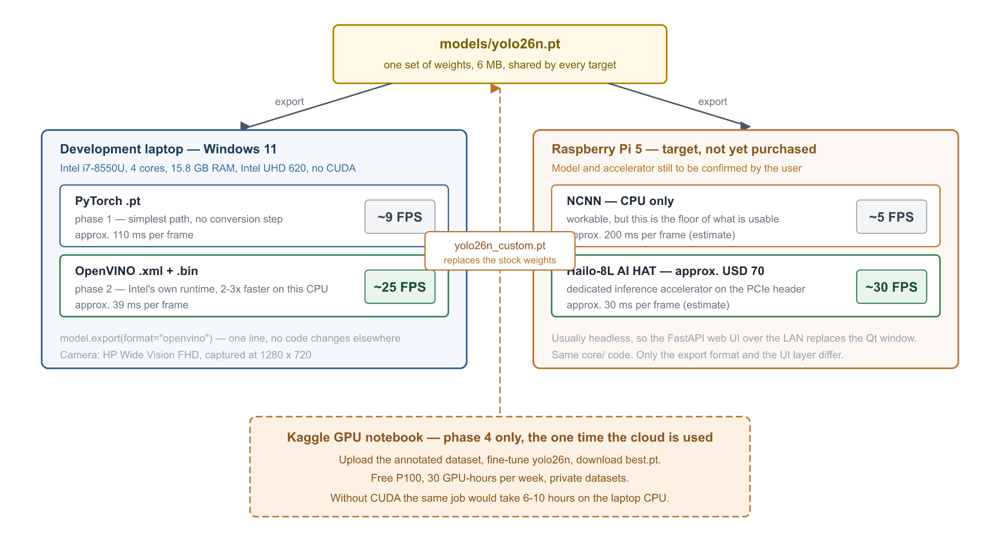 models/yolo26n.pt
one set of weights, 6 MB, shared by every target
export
export
Development laptop — Windows 11
Intel i7-8550U, 4 cores, 15.8 GB RAM, Intel UHD 620, no CUDA
PyTorch .pt
phase 1 — simplest path, no conversion step
approx. 110 ms per frame
~9 FPS
OpenVINO .xml + .bin
phase 2 — Intel's own runtime, 2-3x faster on this CPU
approx. 39 ms per frame
~25 FPS
model.export(format="openvino") — one line, no code changes elsewhere
Camera: HP Wide Vision FHD, captured at 1280 x 720
yolo26n_custom.pt
replaces the stock weights
Raspberry Pi 5 — target, not yet purchased
Model and accelerator still to be confirmed by the user
NCNN — CPU only
workable, but this is the floor of what is usable
approx. 200 ms per frame (estimate)
~5 FPS
Hailo-8L AI HAT — approx. USD 70
dedicated inference accelerator on the PCIe header
approx. 30 ms per frame (estimate)
~30 FPS
Usually headless, so the FastAPI web UI over the LAN replaces the Qt window.
Same core/ code. Only the export format and the UI layer differ.
Kaggle GPU notebook — phase 4 only, the one time the cloud is used
Upload the annotated dataset, fine-tune yolo26n, download best.pt.
Free P100, 30 GPU-hours per week, private datasets.
Without CUDA the same job would take 6-10 hours on the laptop CPU.